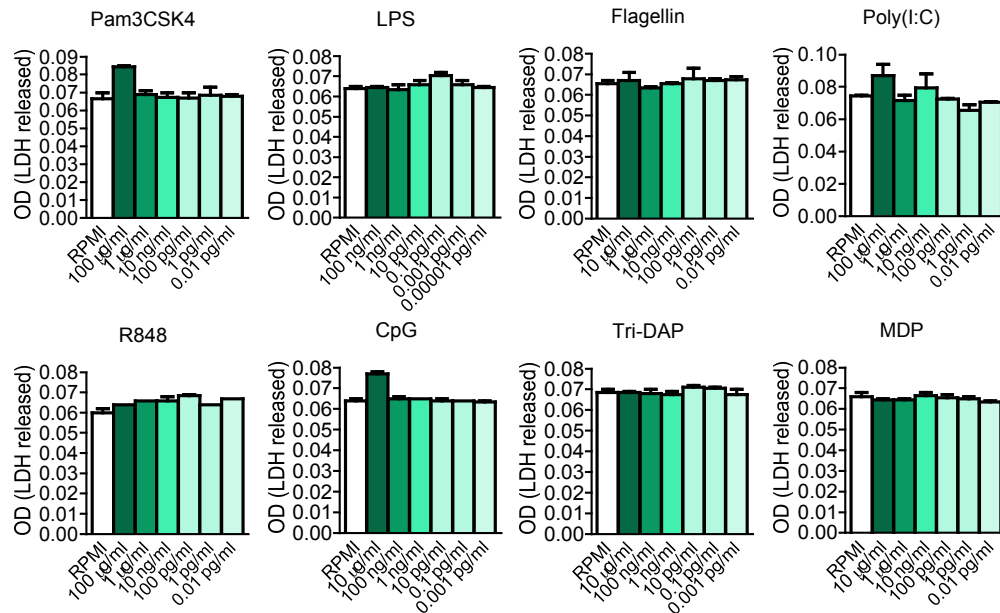 Pam3CSK4
OD (LDH released)
0.09
0.08
0.07
0.06
0.05
0.04
0.03
0.02
0.01
0.00
RPMI
100 µg/ml
1 µg/ml
10 ng/ml
100 pg/ml
1 pg/ml
0.01 pg/ml
LPS
OD (LDH released)
0.08
0.07
0.06
0.05
0.04
0.03
0.02
0.01
0.00
RPMI
100 ng/ml
1 ng/ml
10 pg/ml
0.1 pg/ml
0.001 pg/ml
0.00001 pg/ml
Flagellin
OD (LDH released)
0.08
0.07
0.06
0.05
0.04
0.03
0.02
0.01
0.00
RPMI
10 µg/ml
1 µg/ml
10 ng/ml
100 pg/ml
1 pg/ml
0.01 pg/ml
Poly(I:C)
OD (LDH released)
0.10
0.08
0.06
0.04
0.02
0.00
RPMI
100 µg/ml
1 µg/ml
10 ng/ml
100 pg/ml
1 pg/ml
0.01 pg/ml
R848
OD (LDH released)
0.08
0.07
0.06
0.05
0.04
0.03
0.02
0.01
0.00
RPMI
100 µg/ml
1 µg/ml
10 ng/ml
100 pg/ml
1 pg/ml
0.01 pg/ml
CpG
OD (LDH released)
0.08
0.07
0.06
0.05
0.04
0.03
0.02
0.01
0.00
RPMI
10 µg/ml
100 ng/ml
1 ng/ml
10 pg/ml
0.1 pg/ml
0.001 pg/ml
Tri-DAP
OD (LDH released)
0.08
0.07
0.06
0.05
0.04
0.03
0.02
0.01
0.00
RPMI
10 µg/ml
100 ng/ml
1 ng/ml
10 pg/ml
0.1 pg/ml
0.001 pg/ml
MDP
OD (LDH released)
0.08
0.07
0.06
0.05
0.04
0.03
0.02
0.01
0.00
RPMI
10 µg/ml
1 µg/ml
10 ng/ml
100 pg/ml
1 pg/ml
0.01 pg/ml